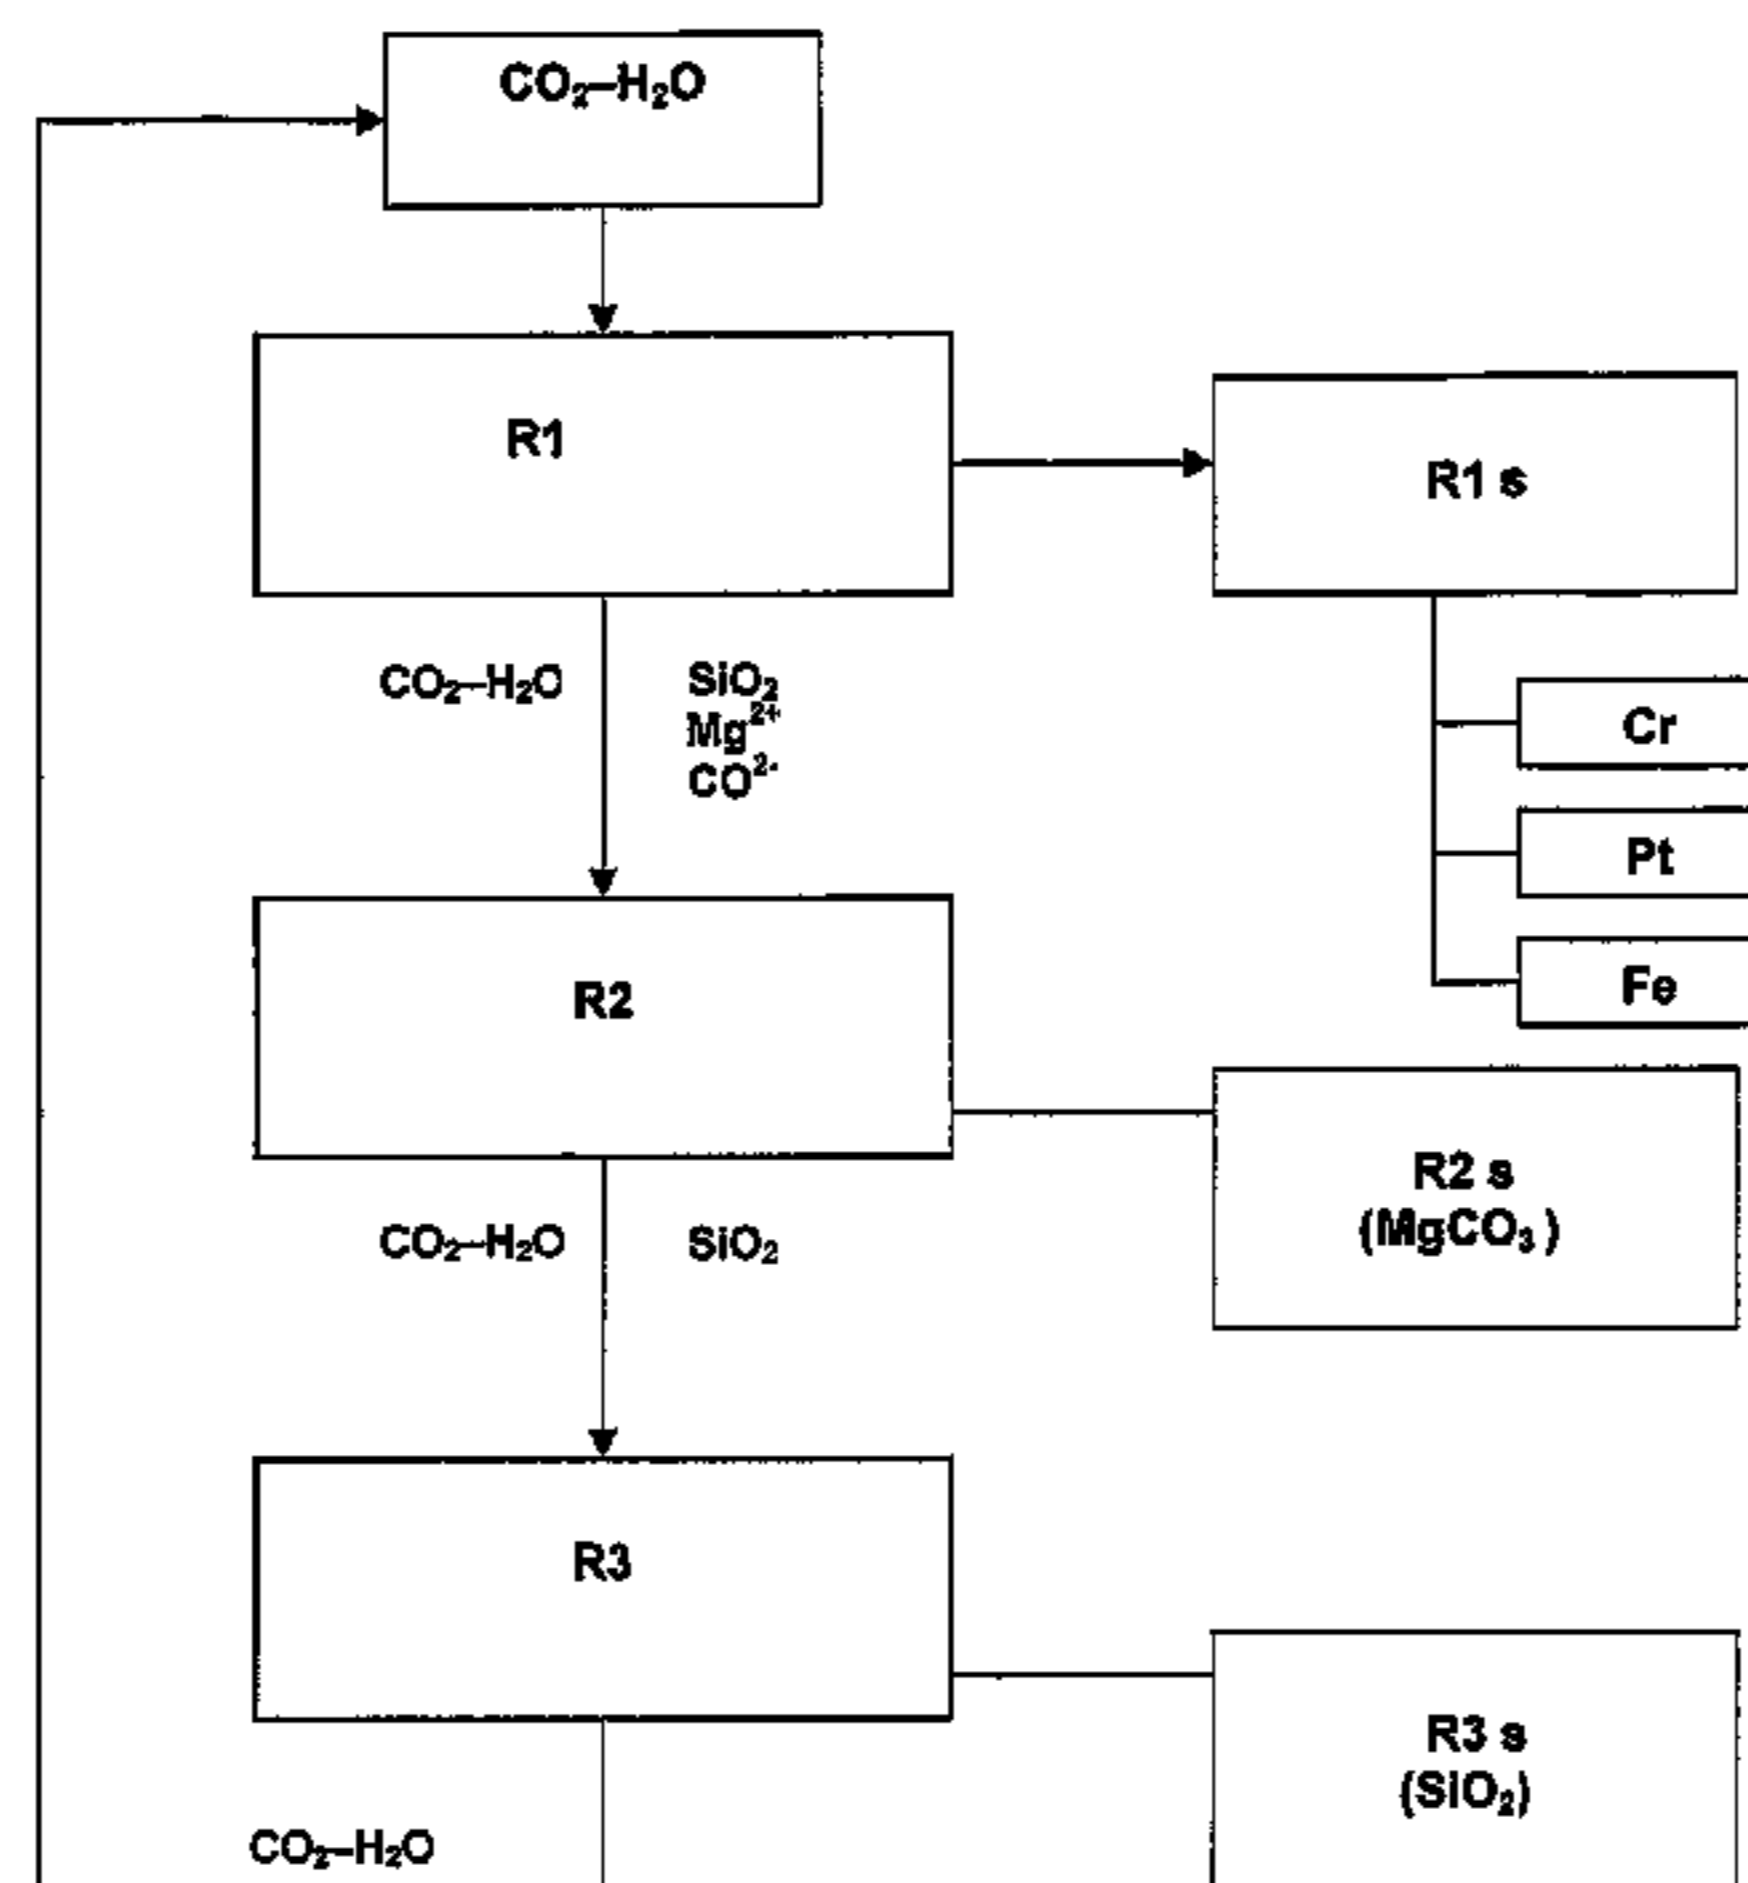 CO₂–H₂O
R1
R1 s
CO₂–H₂O
SiO₂
Mg²⁺
CO²⁻
Cr
Pt
Fe
R2
R2 s
(MgCO₃)
CO₂–H₂O
SiO₂
R3
R3 s
(SiO₂)
CO₂–H₂O